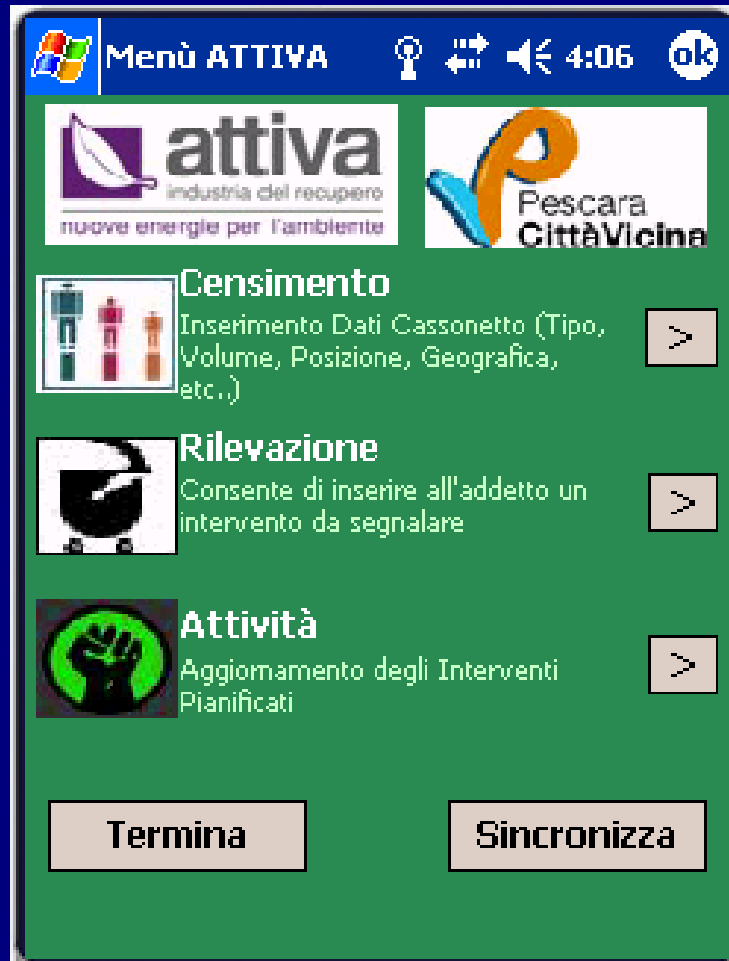 Menù ATTIVA 4:06 ok
attiva
industria del recupero
nuove energie per l'ambiente
Pescara
CittàVicina
Censimento
Inserimento Dati Cassonetto (Tipo,
Volume, Posizione, Geografica,
etc..)
>
Rilevazione
Consente di inserire all'addetto un
intervento da segnalare
>
Attività
Aggiornamento degli Interventi
Pianificati
>
Termina
Sincronizza